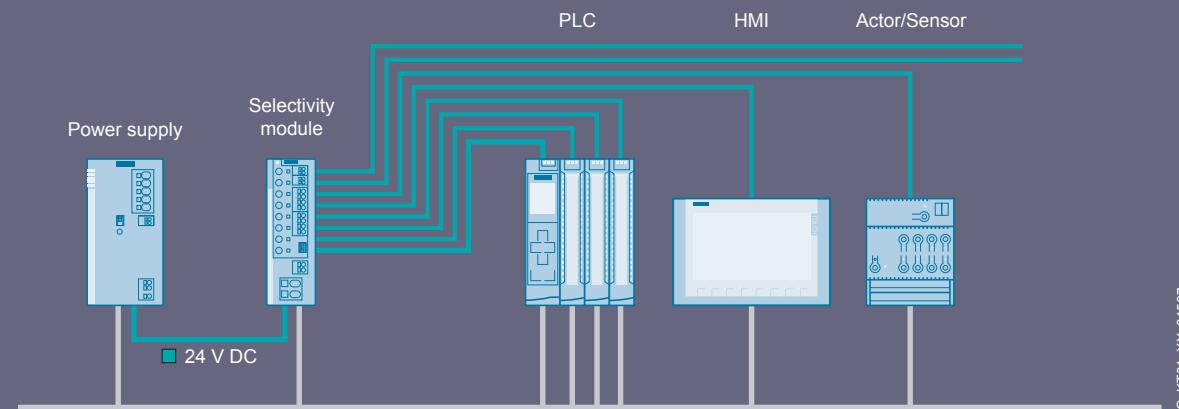 PLC
HMI
Actor/Sensor
Selectivity
module
Power supply
24 V DC